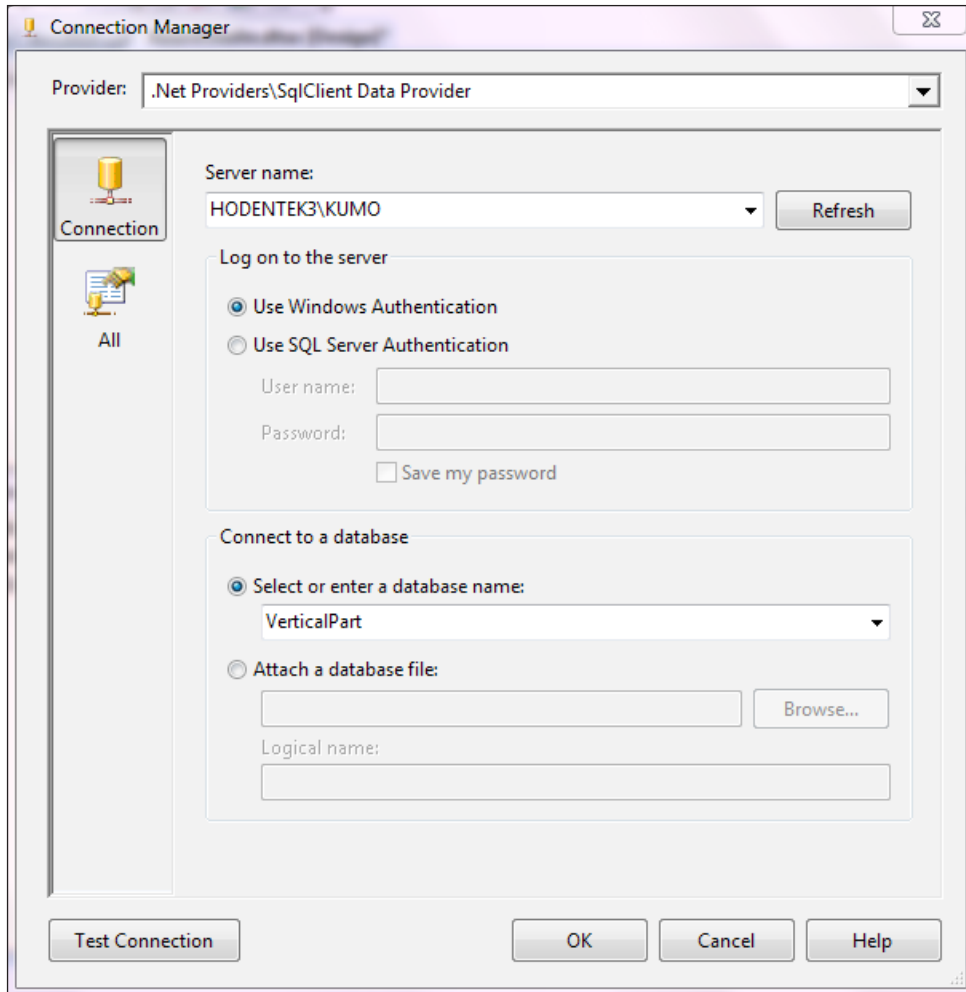 Connection Manager
Provider: .Net Providers\SqlClient Data Provider
Connection
All
Server name:
HODENTEK3\KUMO
Refresh
Log on to the server
Use Windows Authentication
Use SQL Server Authentication
User name:
Password:
Save my password
Connect to a database
Select or enter a database name:
VerticalPart
Attach a database file:
Browse...
Logical name:
Test Connection
OK
Cancel
Help